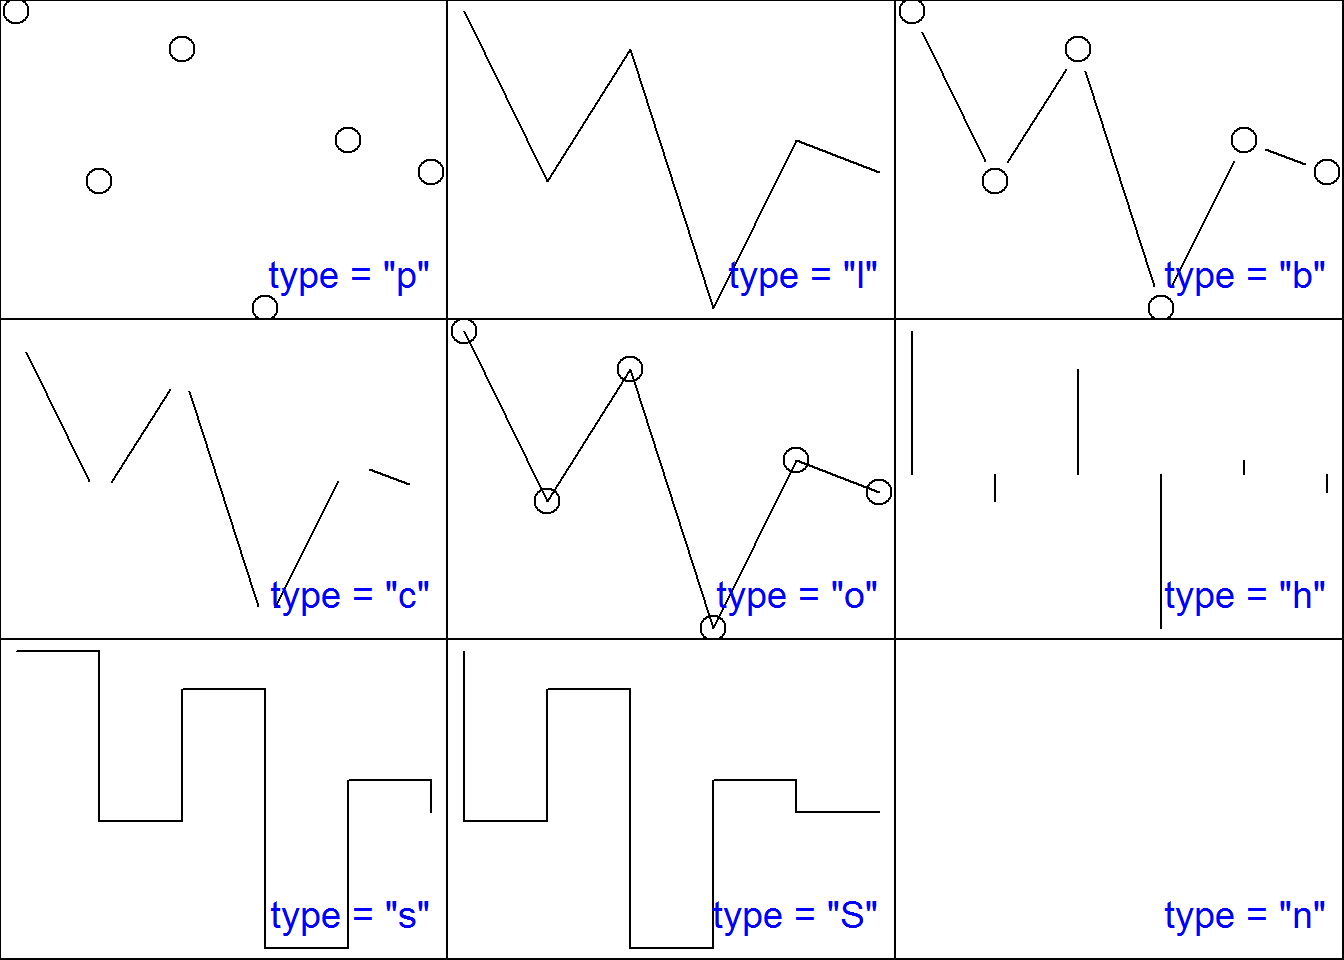 type = "p"
type = "l"
type = "b"
type = "c"
type = "o"
type = "h"
type = "s"
type = "S"
type = "n"